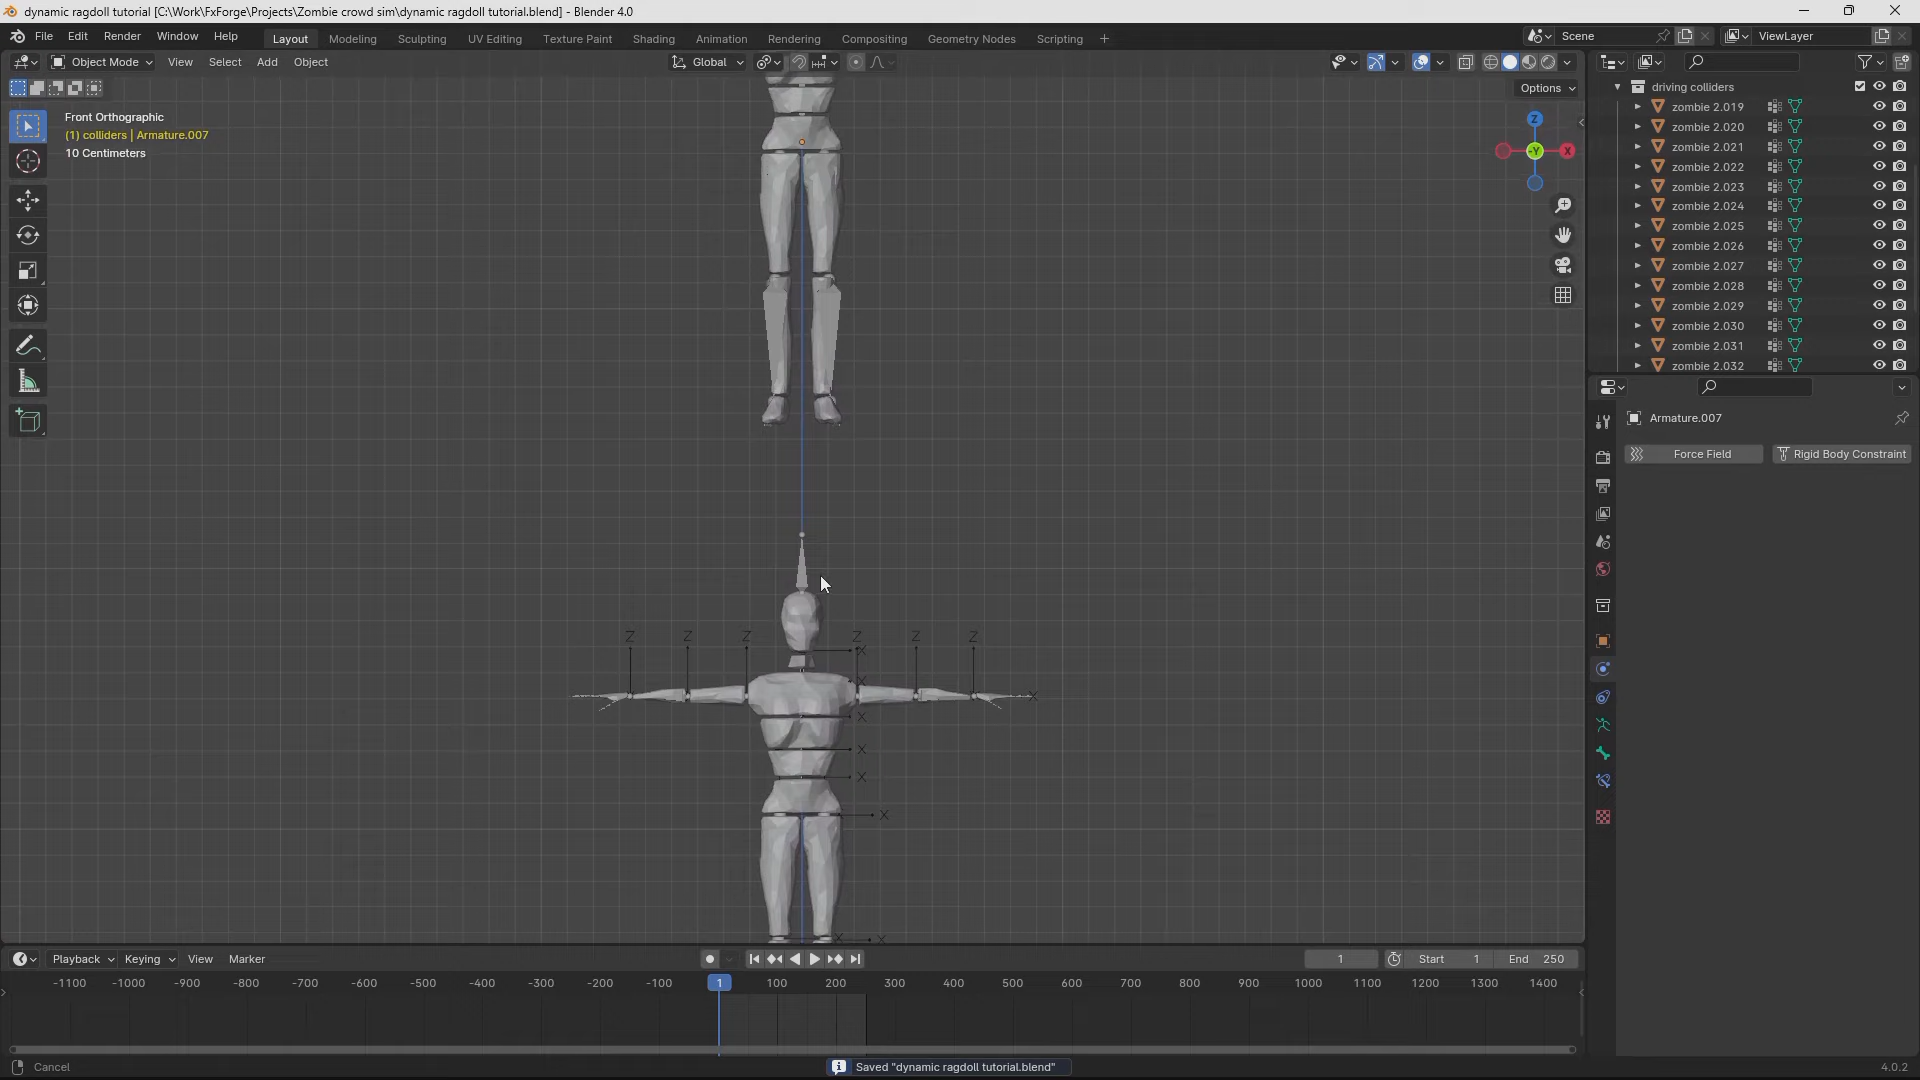 dynamic ragdoll tutorial [C:\Work\FxForge\Projects\Zombie crowd sim\dynamic ragdoll tutorial.blend] - Blender 4.0
File Edit Render Window Help Layout Modeling Sculpting UV Editing Texture Paint Shading Animation Rendering Compositing Geometry Nodes Scripting + Scene ViewLayer
Object Mode View Select Add Object Global
Options
Front Orthographic
(1) colliders | Armature.007
10 Centimeters
Z
-Y X
driving colliders
zombie 2.019
zombie 2.020
zombie 2.021
zombie 2.022
zombie 2.023
zombie 2.024
zombie 2.025
zombie 2.026
zombie 2.027
zombie 2.028
zombie 2.029
zombie 2.030
zombie 2.031
zombie 2.032
Armature.007
Force Field Rigid Body Constraint
Z Z Z Z Z Z
X
X
X
X
X
X
X
X X
Playback Keying View Marker 1 Start 1 End 250
-1100 -1000 -900 -800 -700 -600 -500 -400 -300 -200 -100 1 100 200 300 400 500 600 700 800 900 1000 1100 1200 1300 1400
Cancel Saved "dynamic ragdoll tutorial.blend" 4.0.2